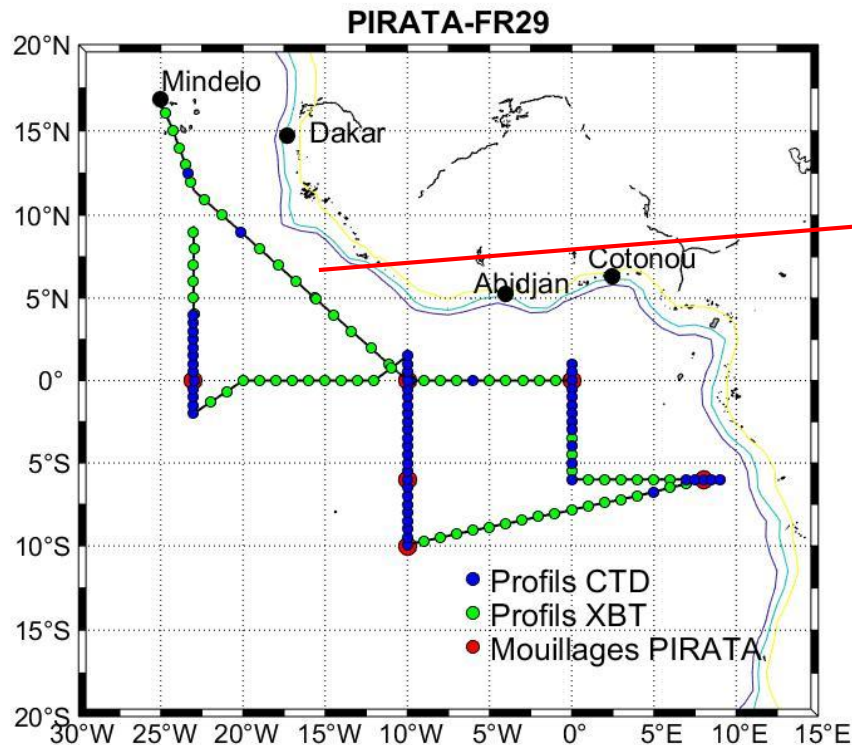 PIRATA-FR29
20°N
Mindelo
15°N
Dakar
10°N
Cotonou
5°N
Abidjan
0°
5°S
10°S
Profils CTD
Profils XBT
15°S
Mouillages PIRATA
20°S
30°W 25°W 20°W 15°W 10°W 5°W 0° 5°E 10°E 15°E